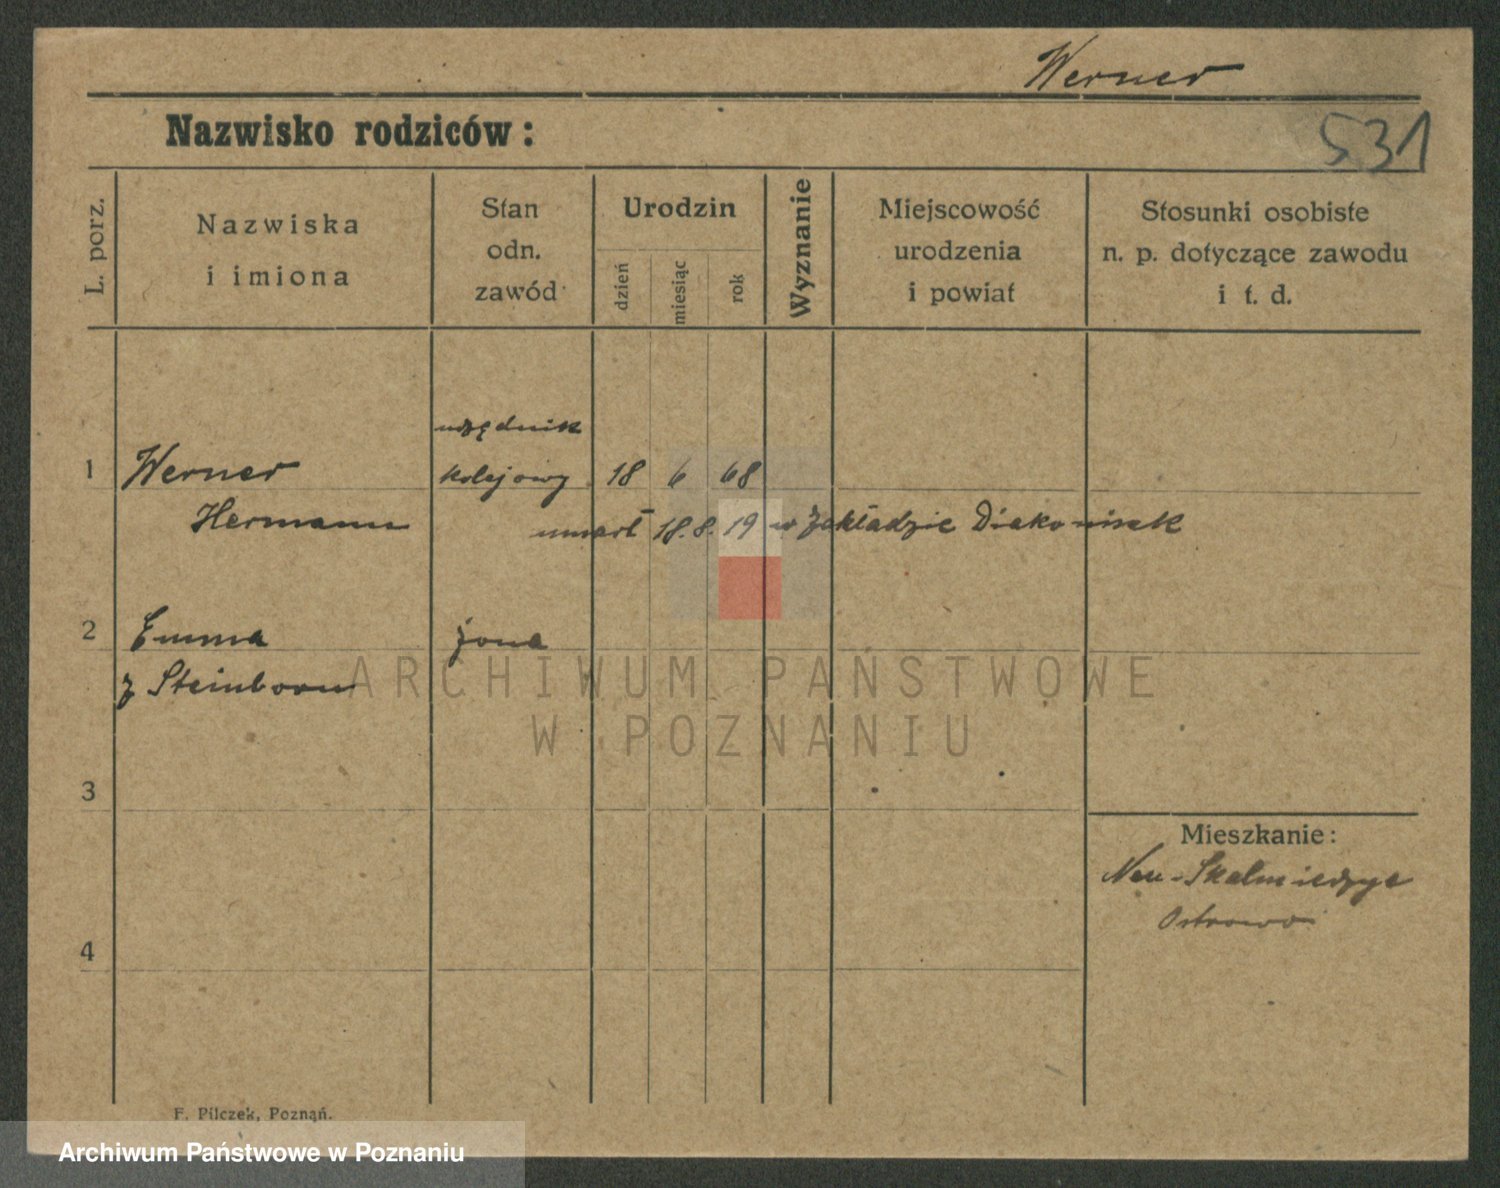 Werner
Nazwisko rodziców:
531
L. porz.
Nazwiska
i imiona
Stan
odn.
zawód
Urodzin
dzień
miesiąc
rok
Wyznanie
Miejscowość
urodzenia
i powiat
Stosunki osobiste
n. p. dotyczące zawodu
i t. d.
urzędnik
1 Werner kolejowy 18 6 68
Hermann umarł 18.8.19 w zakładzie Diakonisek
2 Emma żona
z Steinborn
ARCHIWUM PAŃSTWOWE
W POZNANIU
3
Mieszkanie:
Neu-Skalmierzyce
Ostrowo
4
F. Pilczek, Poznań.
Archiwum Państwowe w Poznaniu